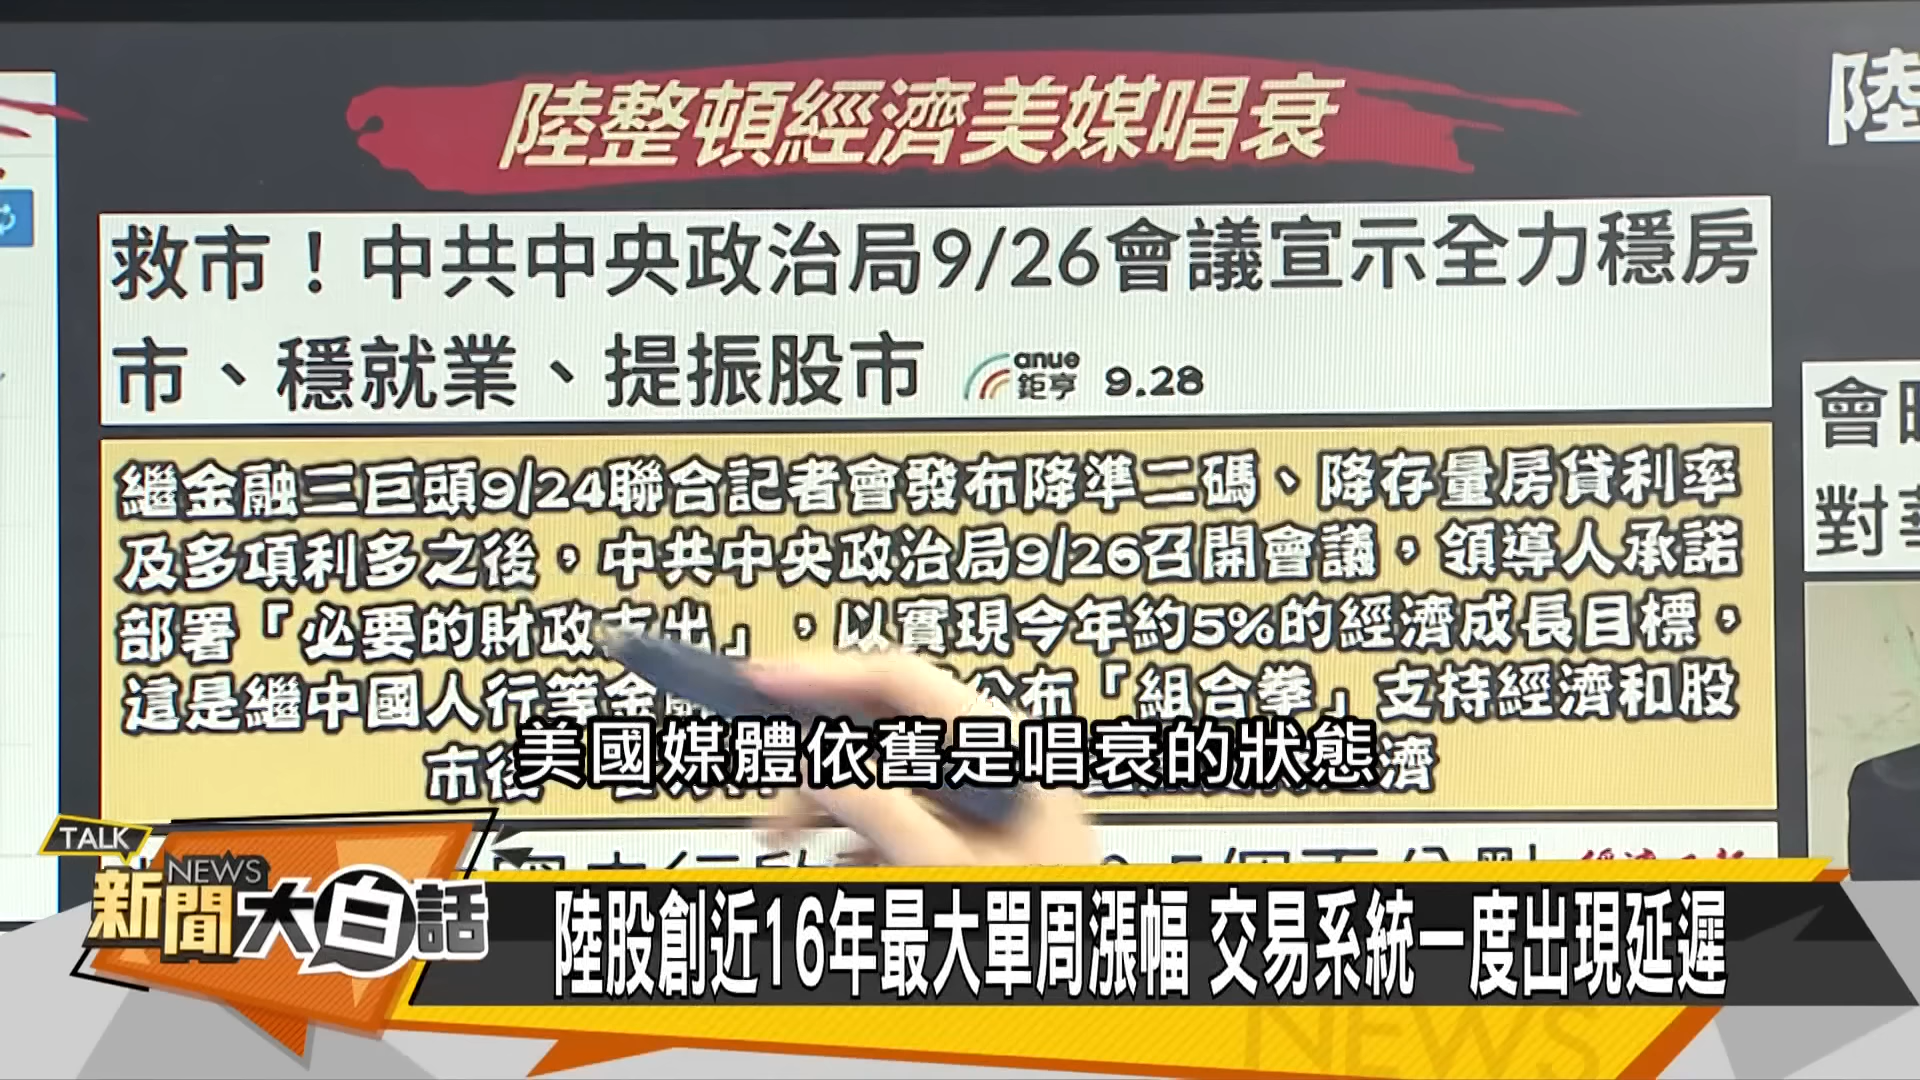 陸整頓經濟美媒唱衰
陸
救市！中共中央政治局9/26會議宣示全力穩房
市、穩就業、提振股市 anue 鉅亨 9.28
會
對
繼金融三巨頭9/24聯合記者會發布降準二碼、降存量房貸利率
及多項利多之後，中共中央政治局9/26召開會議，領導人承諾
部署「必要的財政支出」，以實現今年約5%的經濟成長目標，
這是繼中國人行等金 公布「組合拳」支持經濟和股
市後 濟
美國媒體依舊是唱衰的狀態
TALK
NEWS
新聞大白話
陸股創近16年最大單周漲幅 交易系統一度出現延遲
NEWS